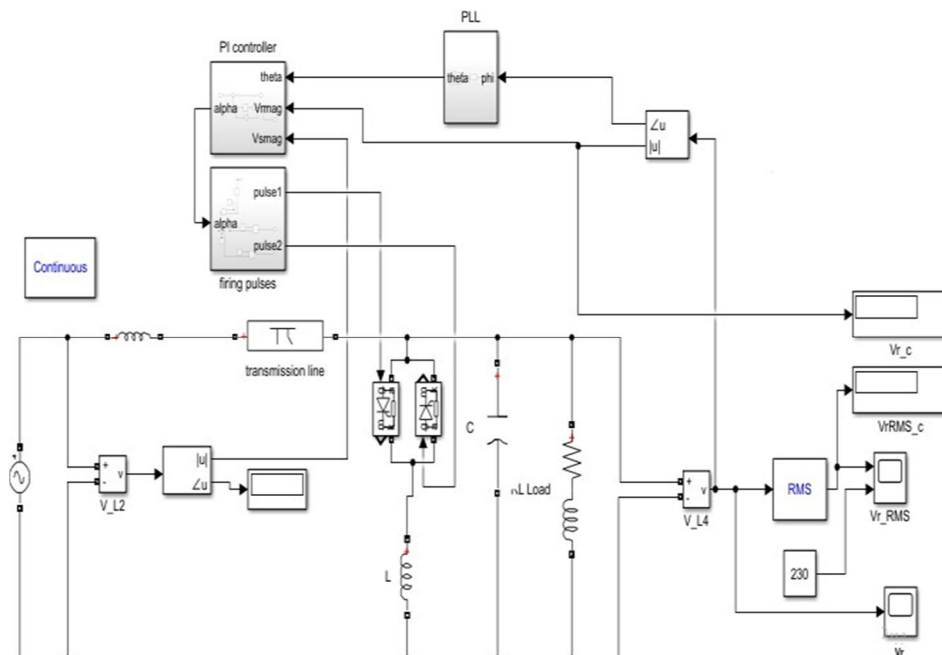 PLL
PI controller
theta
alpha
Vrmag
Vsmag
theta
phi
∠u
|u|
pulse1
alpha
pulse2
firing pulses
Continuous
transmission line
Vr_c
VrRMS_c
C
+
-
v
V_L2
|u|
∠u
RL Load
+
-
v
V_L4
RMS
Vr_RMS
230
L
Vr